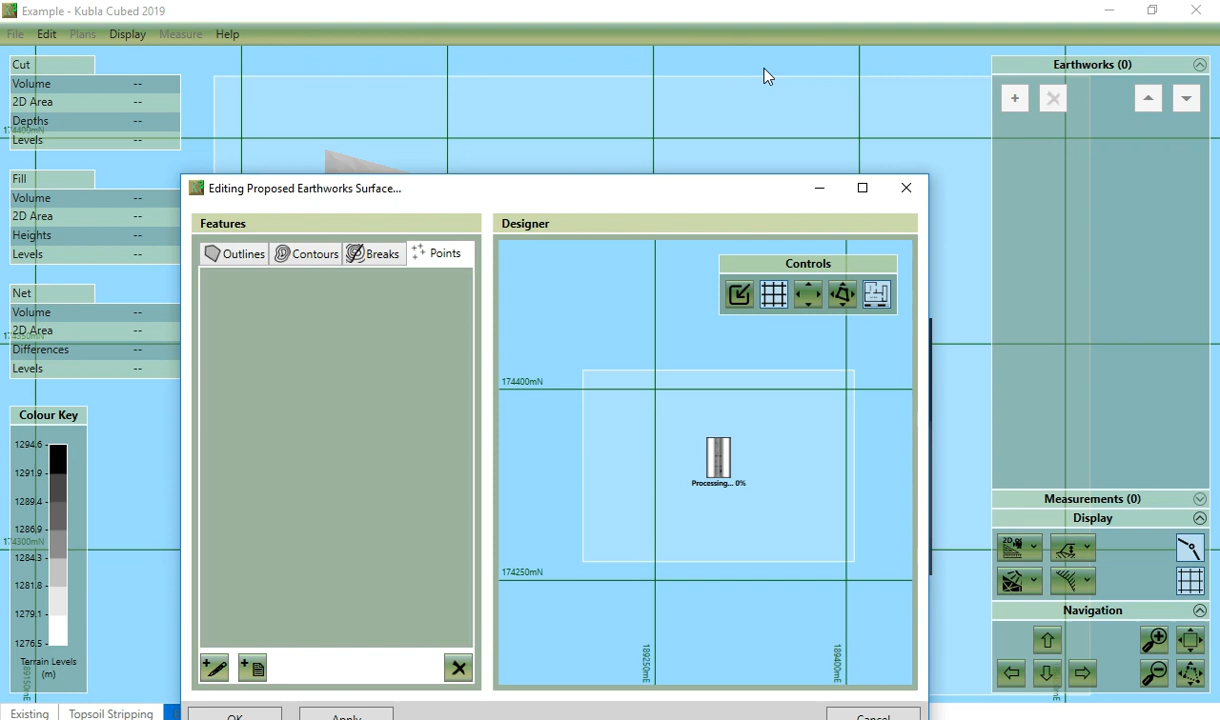 Example - Kubla Cubed 2019
File Edit Plans Display Measure Help
Cut
Volume --
2D Area --
Depths --
Levels --
174400mN
Fill
Volume --
2D Area --
Heights --
Levels --
Net
Volume --
2D Area --
Differences --
Levels --
Colour Key
1294.6
1291.9
1289.4
1286.9
174300mN
1284.3
1281.8
1279.1
1276.5
Terrain Levels
(m)
189150mE
Existing Topsoil Stripping
Editing Proposed Earthworks Surface...
Features
Outlines Contours Breaks Points
Designer
Controls
174400mN
Processing... 0%
174250mN
189250mE
189400mE
OK Apply Cancel
Earthworks (0)
Measurements (0)
Display
2D
Navigation